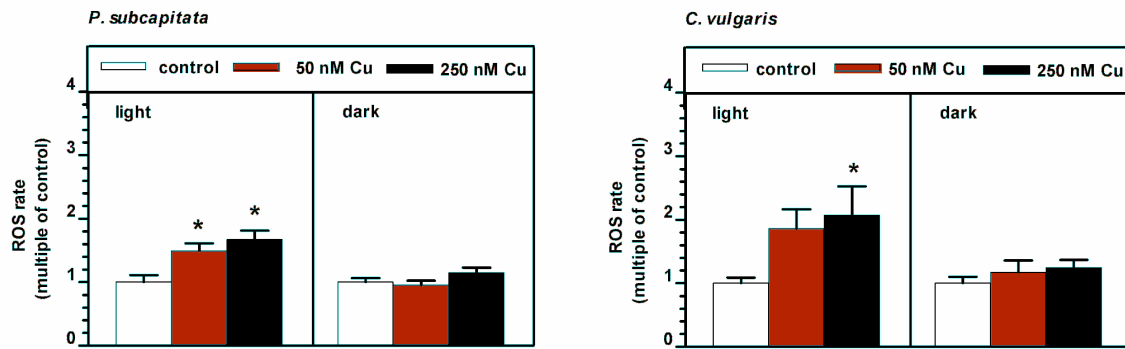 P. subcapitata
control 50 nM Cu 250 nM Cu
light dark
4
3
2
1
0
ROS rate
(multiple of control)
* *
C. vulgaris
control 50 nM Cu 250 nM Cu
light dark
4
3
2
1
0
ROS rate
(multiple of control)
*